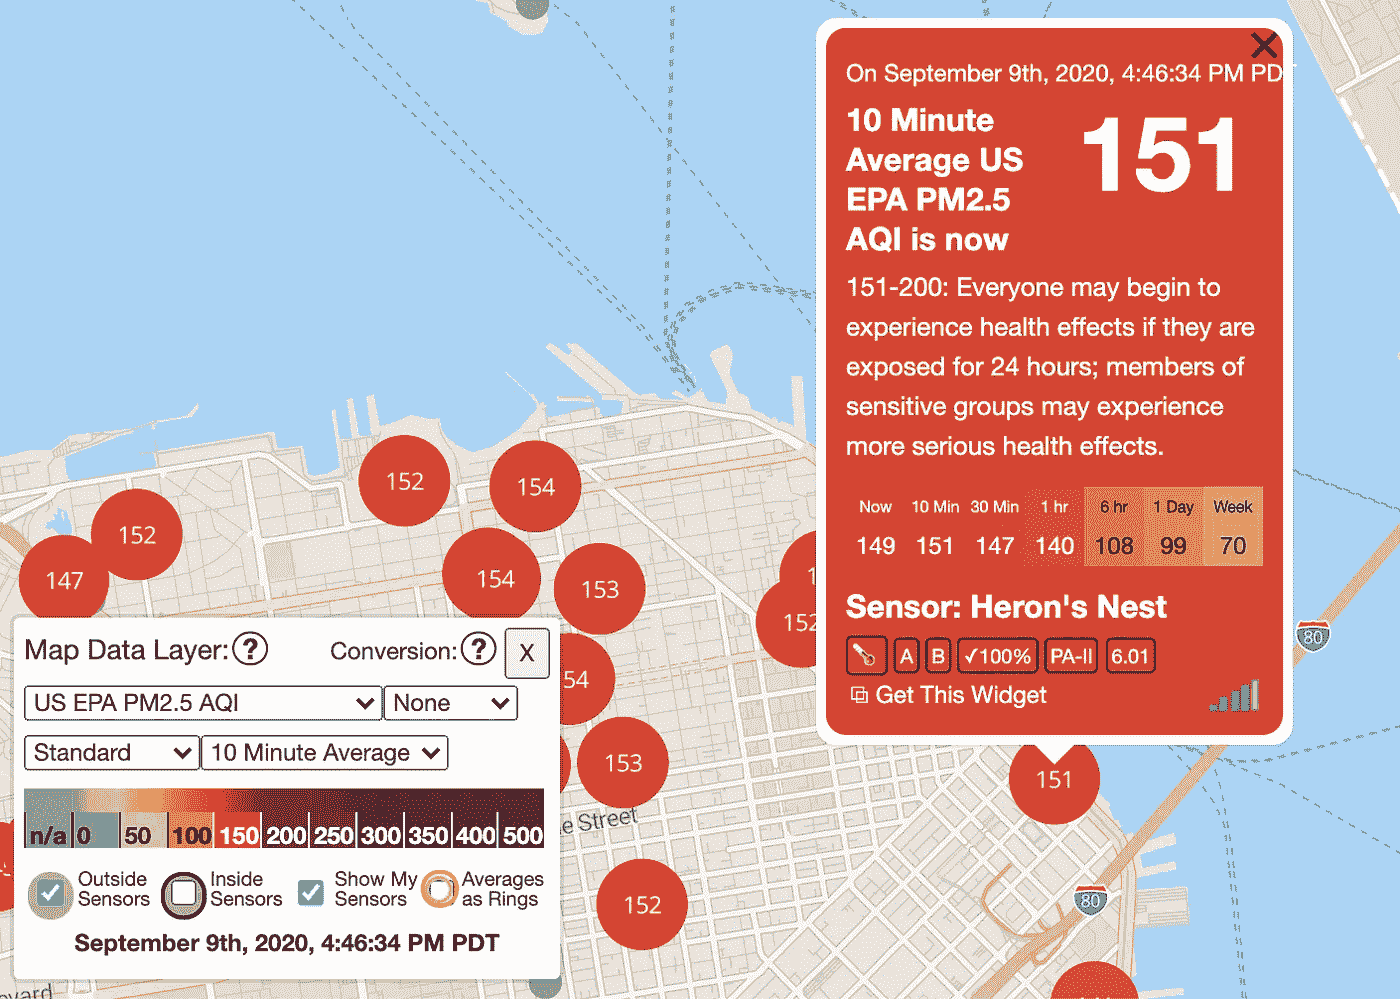 On September 9th, 2020, 4:46:34 PM PD
10 Minute
Average US
EPA PM2.5
AQI is now
151
151-200: Everyone may begin to
experience health effects if they are
exposed for 24 hours; members of
sensitive groups may experience
more serious health effects.
Now 10 Min 30 Min 1 hr 6 hr 1 Day Week
149 151 147 140 108 99 70
Sensor: Heron's Nest
A B ✓100% PA-II 6.01
Get This Widget
80
152
154
152
147
154
153
152
54
153
151
152
80
e Street
Map Data Layer: ? Conversion: ? X
US EPA PM2.5 AQI None
Standard 10 Minute Average
n/a 0 50 100 150 200 250 300 350 400 500
Outside
Sensors
Inside
Sensors
Show My
Sensors
Averages
as Rings
September 9th, 2020, 4:46:34 PM PDT